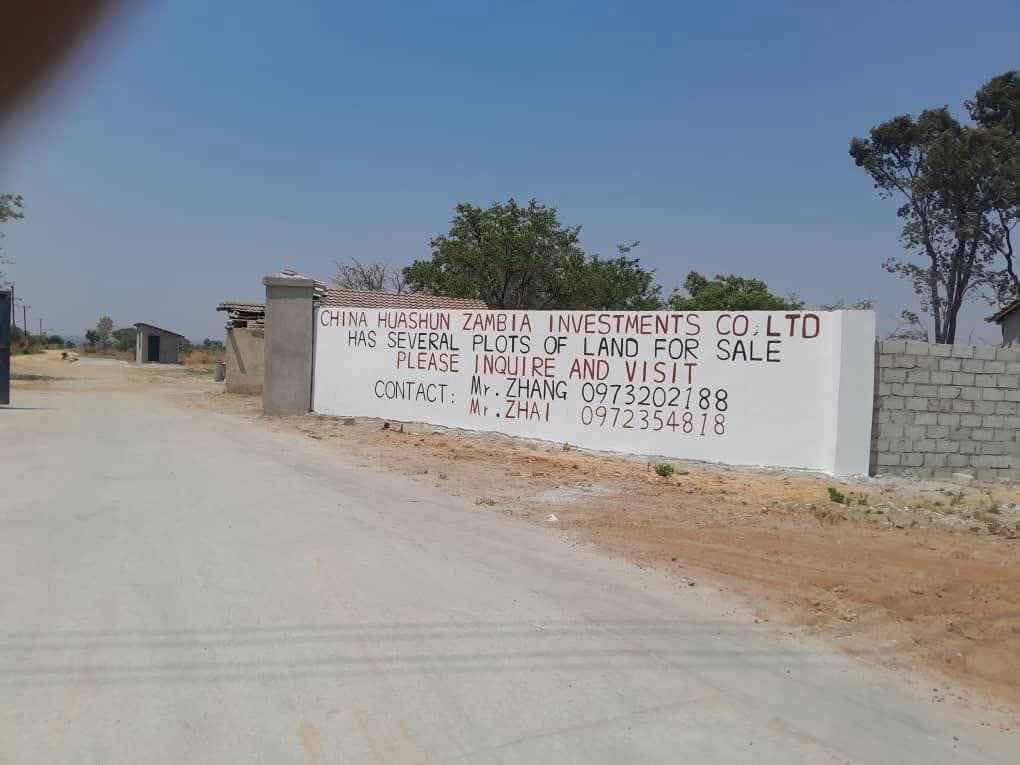 CHINA HUASHUN ZAMBIA INVESTMENTS CO., LTD
HAS SEVERAL PLOTS OF LAND FOR SALE
PLEASE INQUIRE AND VISIT
CONTACT: Mr. ZHANG 0973202188
Mr. ZHAI 0972354818